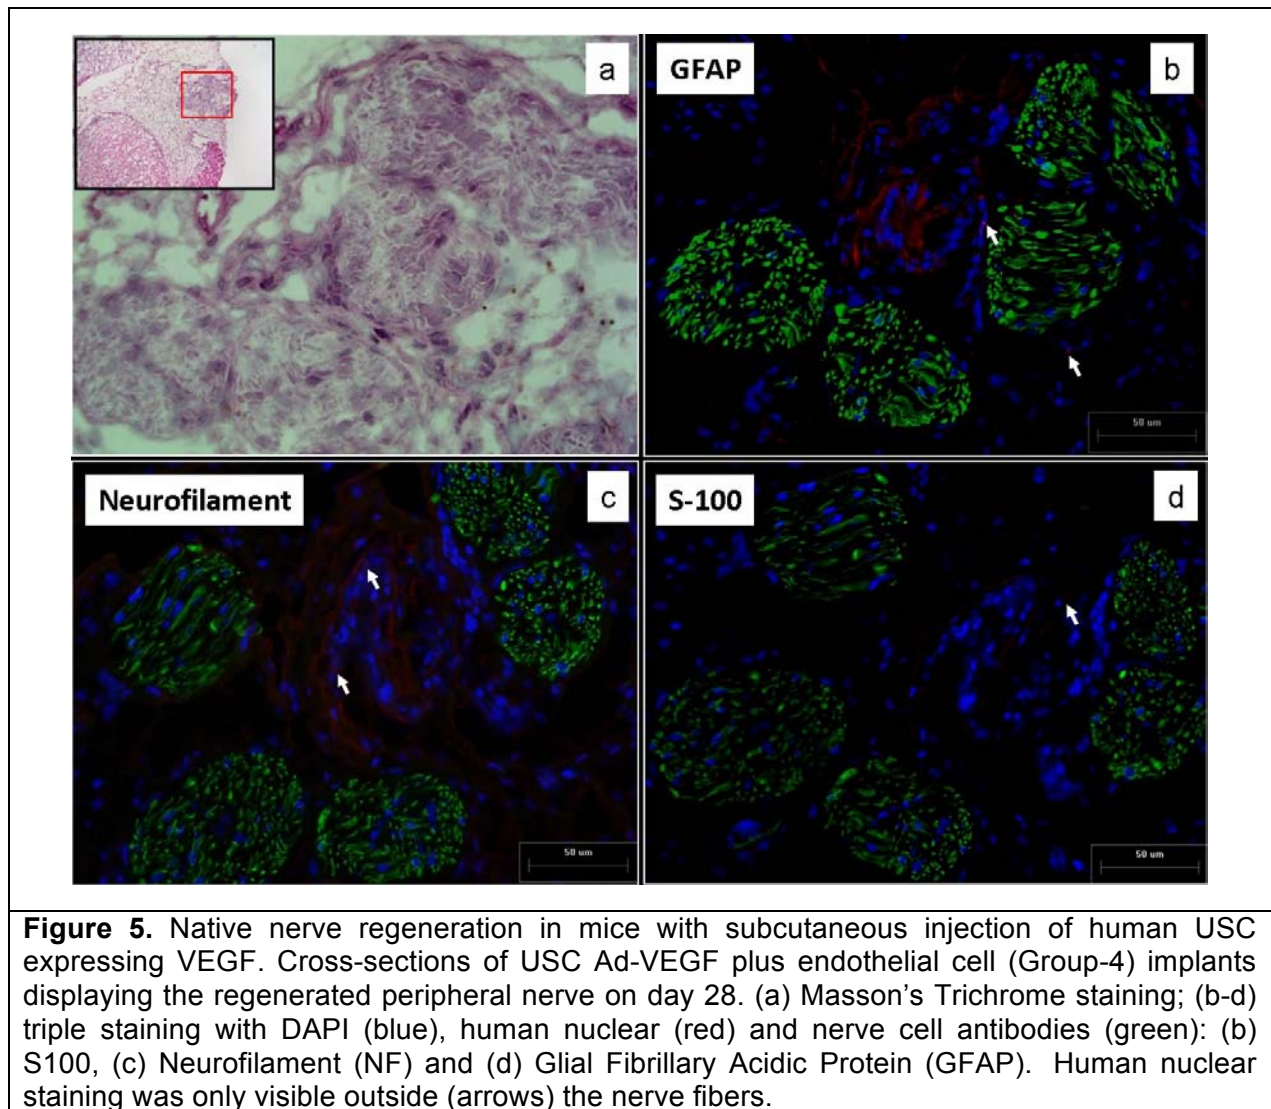 a
GFAP
b
50 um
Neurofilament
c
50 um
S-100
d
50 um
Figure 5. Native nerve regeneration in mice with subcutaneous injection of human USC
expressing VEGF. Cross-sections of USC Ad-VEGF plus endothelial cell (Group-4) implants
displaying the regenerated peripheral nerve on day 28. (a) Masson’s Trichrome staining; (b-d)
triple staining with DAPI (blue), human nuclear (red) and nerve cell antibodies (green): (b)
S100, (c) Neurofilament (NF) and (d) Glial Fibrillary Acidic Protein (GFAP). Human nuclear
staining was only visible outside (arrows) the nerve fibers.